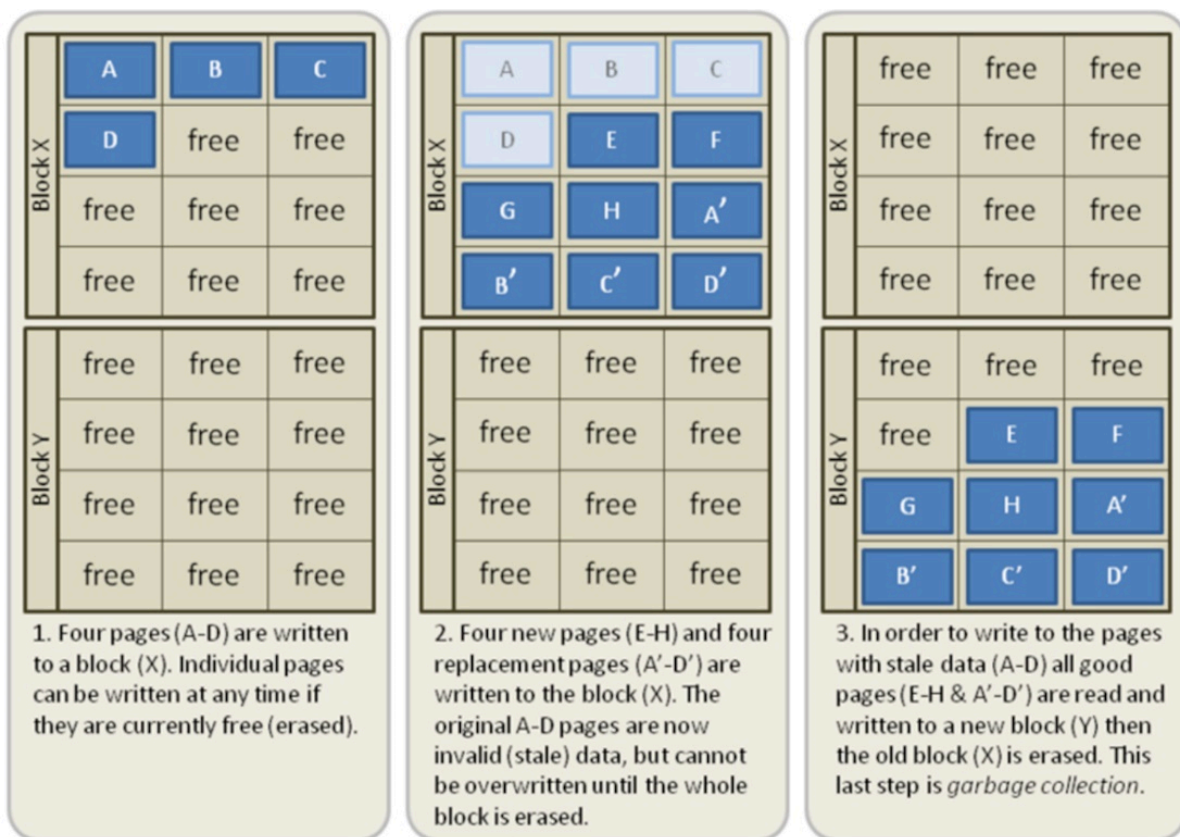 Block X
A B C
D free free
free free free
free free free
Block Y
free free free
free free free
free free free
free free free
1. Four pages (A-D) are written
to a block (X). Individual pages
can be written at any time if
they are currently free (erased).
Block X
A B C
D E F
G H A′
B′ C′ D′
Block Y
free free free
free free free
free free free
free free free
2. Four new pages (E-H) and four
replacement pages (A′-D′) are
written to the block (X). The
original A-D pages are now
invalid (stale) data, but cannot
be overwritten until the whole
block is erased.
Block X
free free free
free free free
free free free
free free free
Block Y
free free free
free E F
G H A′
B′ C′ D′
3. In order to write to the pages
with stale data (A-D) all good
pages (E-H & A′-D′) are read and
written to a new block (Y) then
the old block (X) is erased. This
last step is garbage collection.